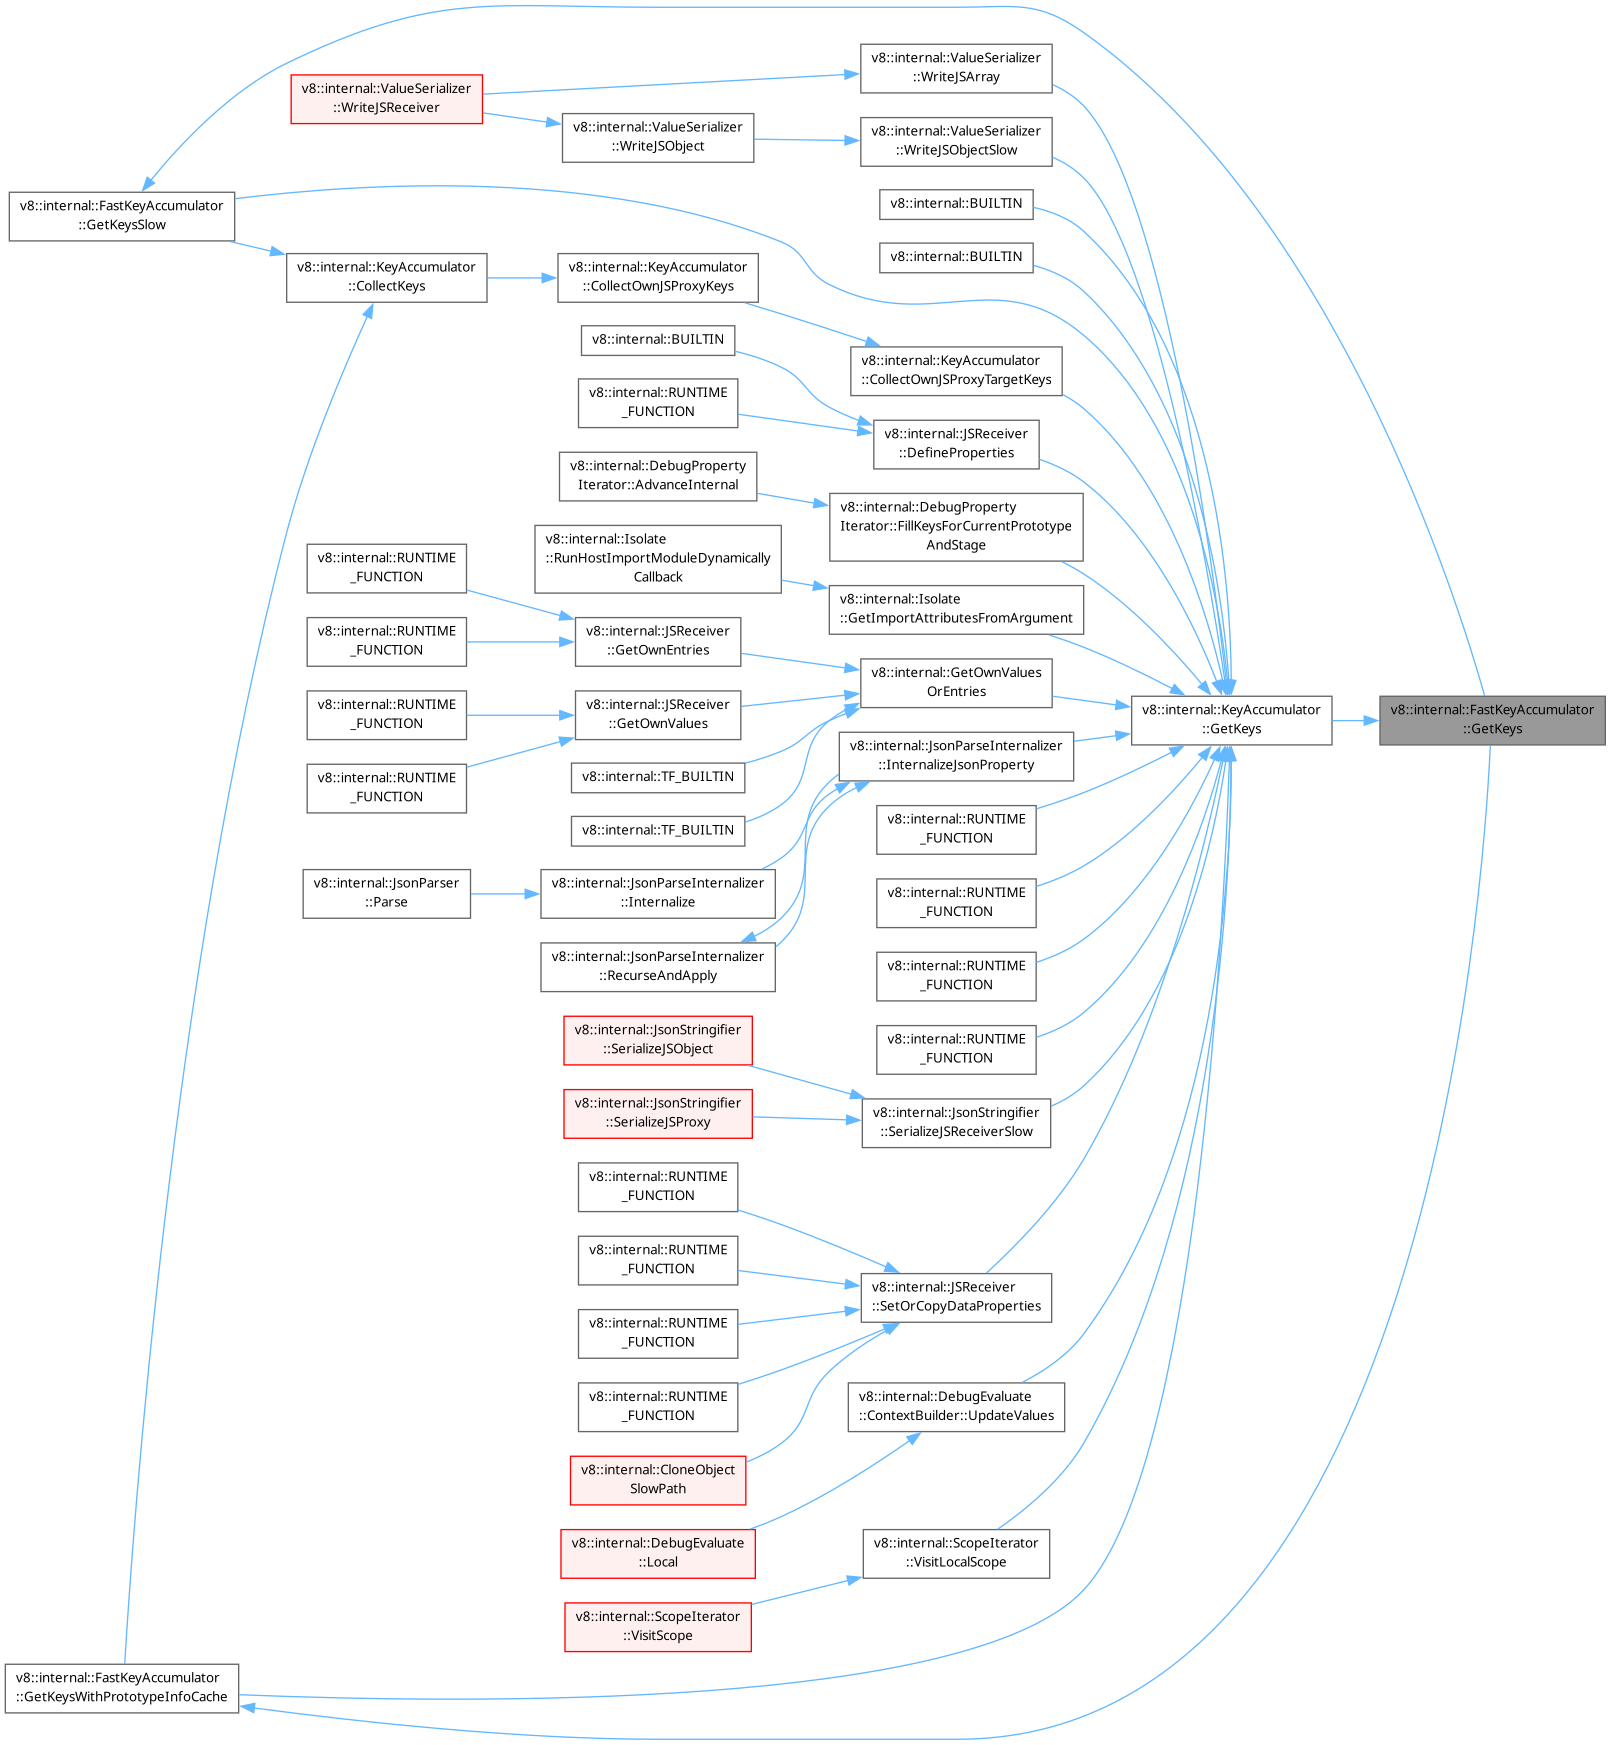 v8::internal::ValueSerializer
::WriteJSArray
v8::internal::ValueSerializer
::WriteJSReceiver
v8::internal::ValueSerializer
::WriteJSObject
v8::internal::ValueSerializer
::WriteJSObjectSlow
v8::internal::BUILTIN
v8::internal::FastKeyAccumulator
::GetKeysSlow
v8::internal::BUILTIN
v8::internal::KeyAccumulator
::CollectKeys
v8::internal::KeyAccumulator
::CollectOwnJSProxyKeys
v8::internal::BUILTIN
v8::internal::KeyAccumulator
::CollectOwnJSProxyTargetKeys
v8::internal::RUNTIME
_FUNCTION
v8::internal::JSReceiver
::DefineProperties
v8::internal::DebugProperty
Iterator::AdvanceInternal
v8::internal::DebugProperty
Iterator::FillKeysForCurrentPrototype
AndStage
v8::internal::Isolate
::RunHostImportModuleDynamically
Callback
v8::internal::RUNTIME
_FUNCTION
v8::internal::Isolate
::GetImportAttributesFromArgument
v8::internal::RUNTIME
_FUNCTION
v8::internal::JSReceiver
::GetOwnEntries
v8::internal::GetOwnValues
OrEntries
v8::internal::RUNTIME
_FUNCTION
v8::internal::JSReceiver
::GetOwnValues
v8::internal::KeyAccumulator
::GetKeys
v8::internal::FastKeyAccumulator
::GetKeys
v8::internal::JsonParseInternalizer
::InternalizeJsonProperty
v8::internal::RUNTIME
_FUNCTION
v8::internal::TF_BUILTIN
v8::internal::RUNTIME
_FUNCTION
v8::internal::TF_BUILTIN
v8::internal::JsonParser
::Parse
v8::internal::JsonParseInternalizer
::Internalize
v8::internal::RUNTIME
_FUNCTION
v8::internal::JsonParseInternalizer
::RecurseAndApply
v8::internal::RUNTIME
_FUNCTION
v8::internal::JsonStringifier
::SerializeJSObject
v8::internal::RUNTIME
_FUNCTION
v8::internal::JsonStringifier
::SerializeJSProxy
v8::internal::JsonStringifier
::SerializeJSReceiverSlow
v8::internal::RUNTIME
_FUNCTION
v8::internal::RUNTIME
_FUNCTION
v8::internal::JSReceiver
::SetOrCopyDataProperties
v8::internal::RUNTIME
_FUNCTION
v8::internal::RUNTIME
_FUNCTION
v8::internal::DebugEvaluate
::ContextBuilder::UpdateValues
v8::internal::CloneObject
SlowPath
v8::internal::DebugEvaluate
::Local
v8::internal::ScopeIterator
::VisitLocalScope
v8::internal::ScopeIterator
::VisitScope
v8::internal::FastKeyAccumulator
::GetKeysWithPrototypeInfoCache